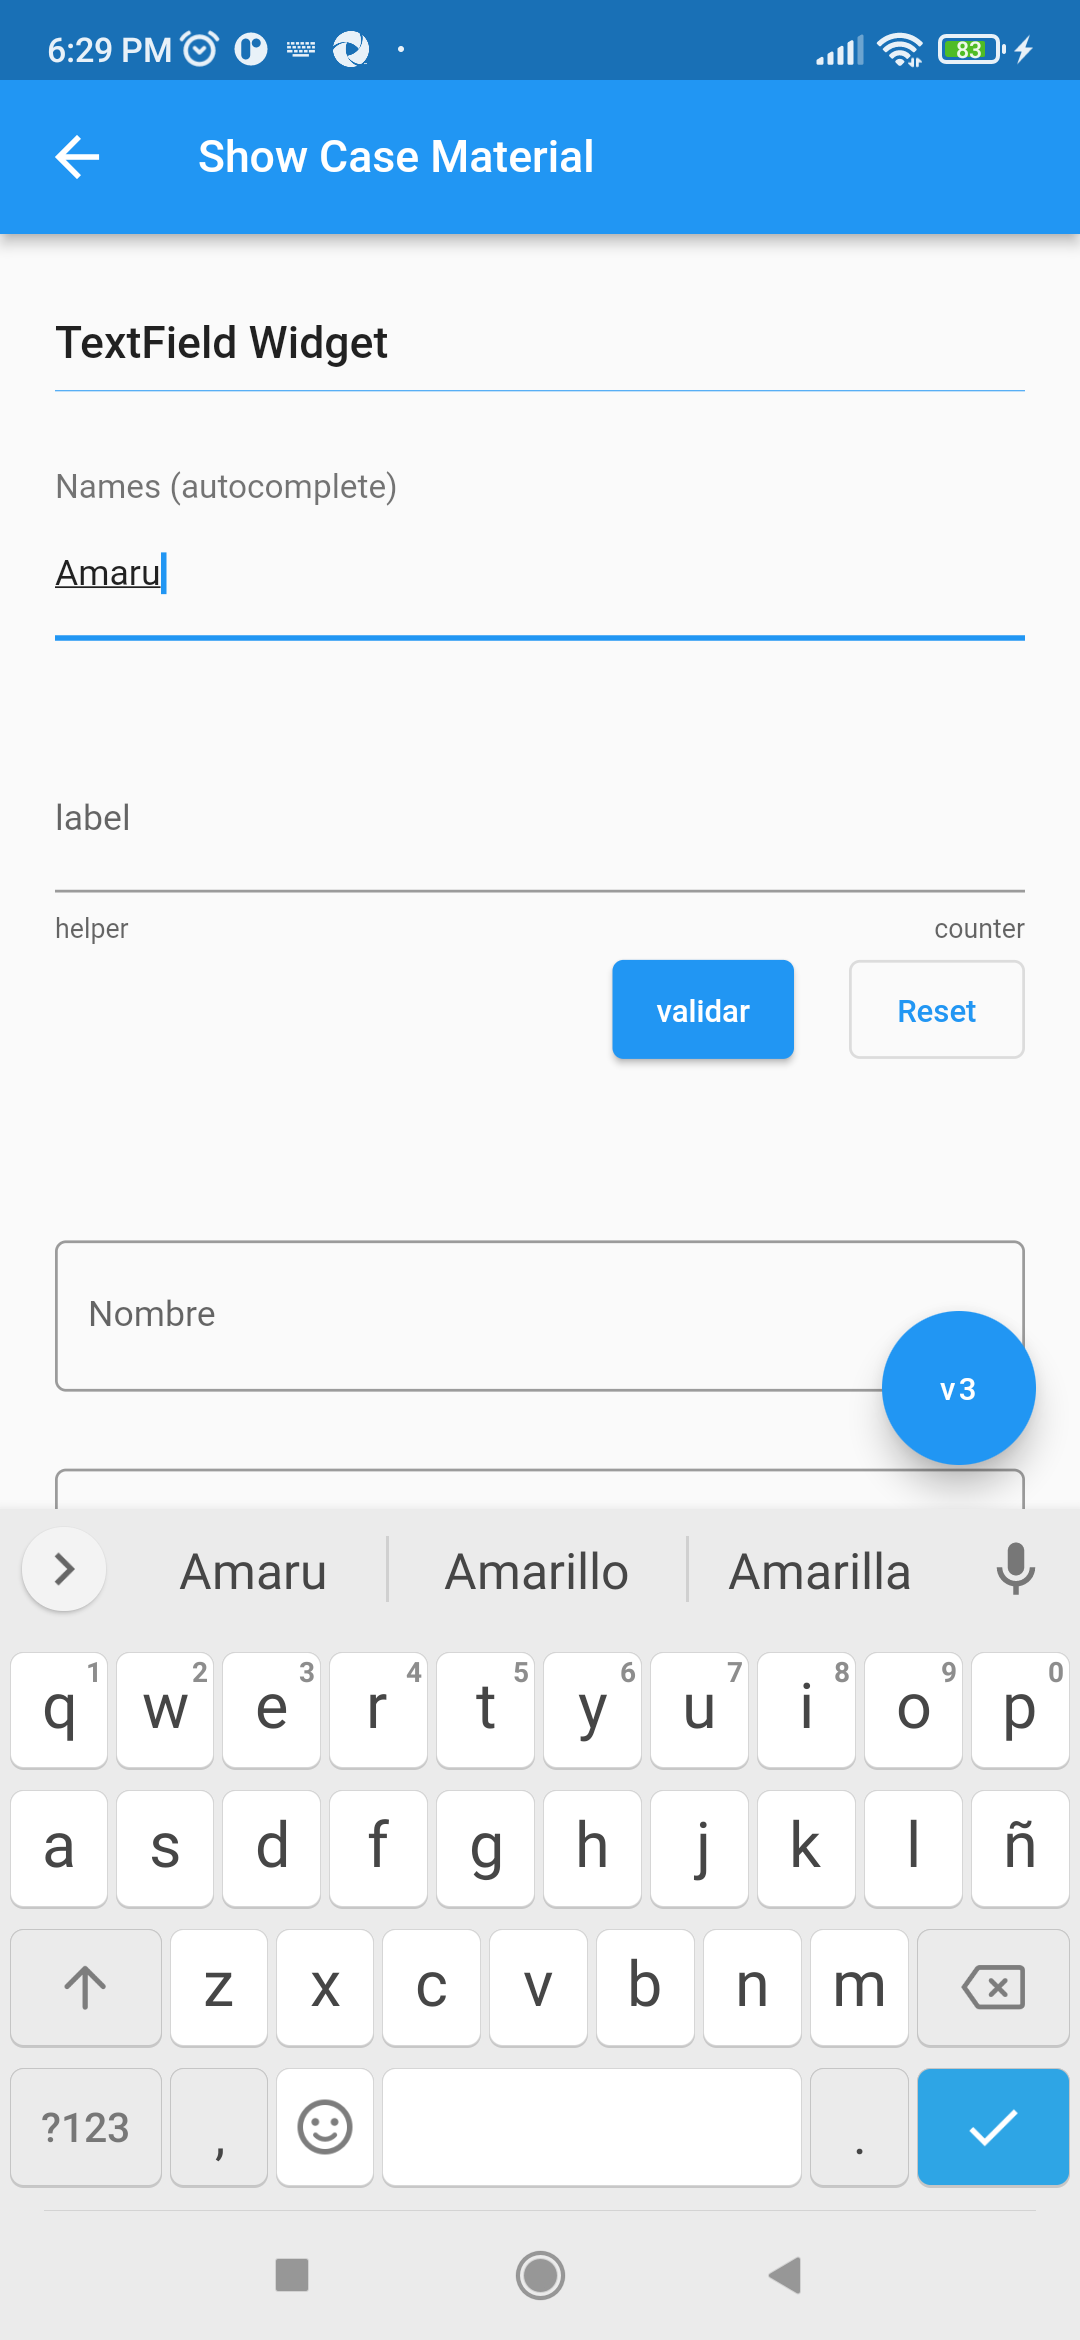 6:29 PM
83
Show Case Material
TextField Widget
Names (autocomplete)
Amaru
label
helper counter
validar Reset
Nombre
v3
Amaru Amarillo Amarilla
1 2 3 4 5 6 7 8 9 0
q w e r t y u i o p
a s d f g h j k l ñ
z x c v b n m
?123 , .